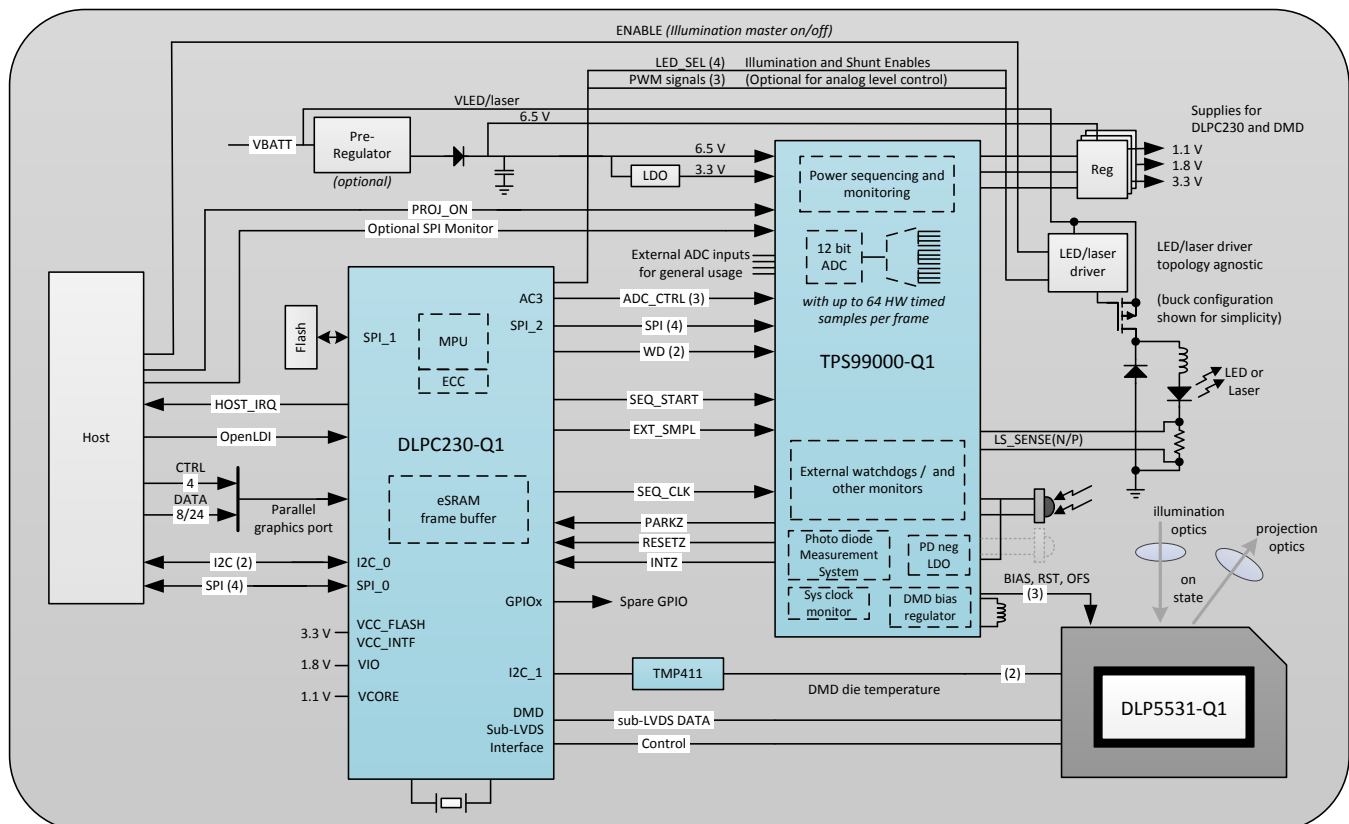 ENABLE (Illumination master on/off)
LED_SEL (4) Illumination and Shunt Enables
PWM signals (3) (Optional for analog level control)
VLED/laser
6.5 V
VBATT
Pre-
Regulator
(optional)
6.5 V
LDO
3.3 V
Supplies for
DLPC230 and DMD
Reg
1.1 V
1.8 V
3.3 V
Power sequencing and
monitoring
PROJ_ON
Optional SPI Monitor
External ADC inputs
for general usage
12 bit
ADC
with up to 64 HW timed
samples per frame
TPS99000-Q1
LED/laser
driver
LED/laser driver
topology agnostic
(buck configuration
shown for simplicity)
LED or
Laser
Host
Flash
SPI_1
MPU
ECC
AC3
SPI_2
ADC_CTRL (3)
SPI (4)
WD (2)
HOST_IRQ
OpenLDI
DLPC230-Q1
SEQ_START
EXT_SMPL
LS_SENSE(N/P)
CTRL
4
DATA
8/24
Parallel
graphics port
eSRAM
frame buffer
SEQ_CLK
PARKZ
RESETZ
INTZ
External watchdogs / and
other monitors
Photo diode
Measurement
System
PD neg
LDO
Sys clock
monitor
DMD bias
regulator
illumination
optics
projection
optics
on
state
BIAS, RST, OFS
(3)
I2C (2)
I2C_0
SPI (4)
SPI_0
GPIOx
Spare GPIO
3.3 V
VCC_FLASH
VCC_INTF
1.8 V
VIO
1.1 V
VCORE
I2C_1
TMP411
(2)
DMD die temperature
DMD
Sub-LVDS
Interface
sub-LVDS DATA
Control
DLP5531-Q1